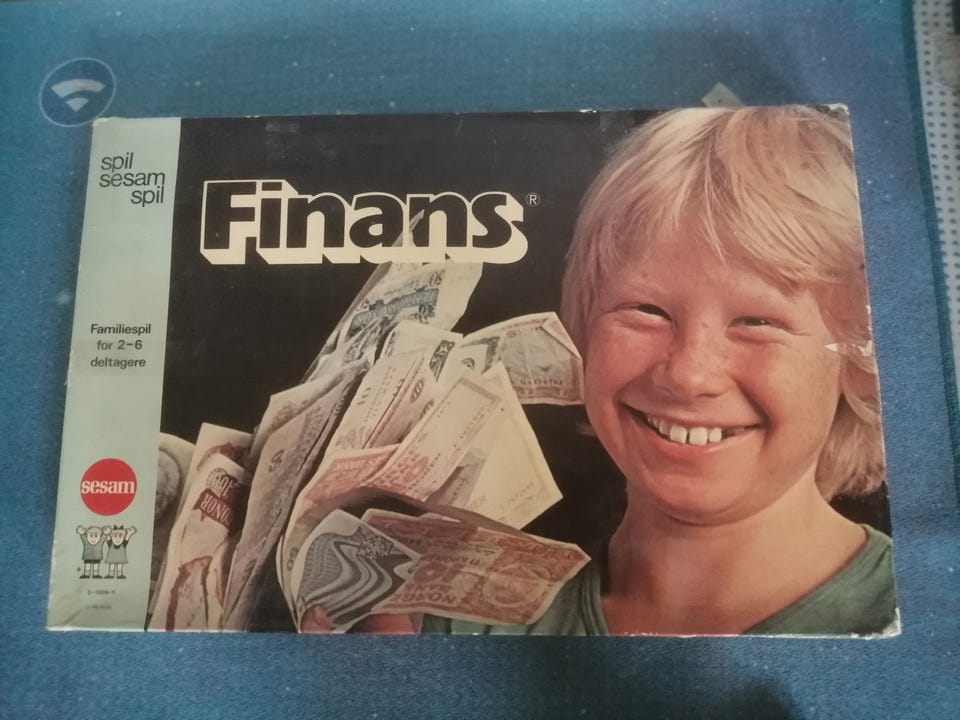 spil
sesam
spil
Finans®
Familiespil
for 2-6
deltagere
sesam